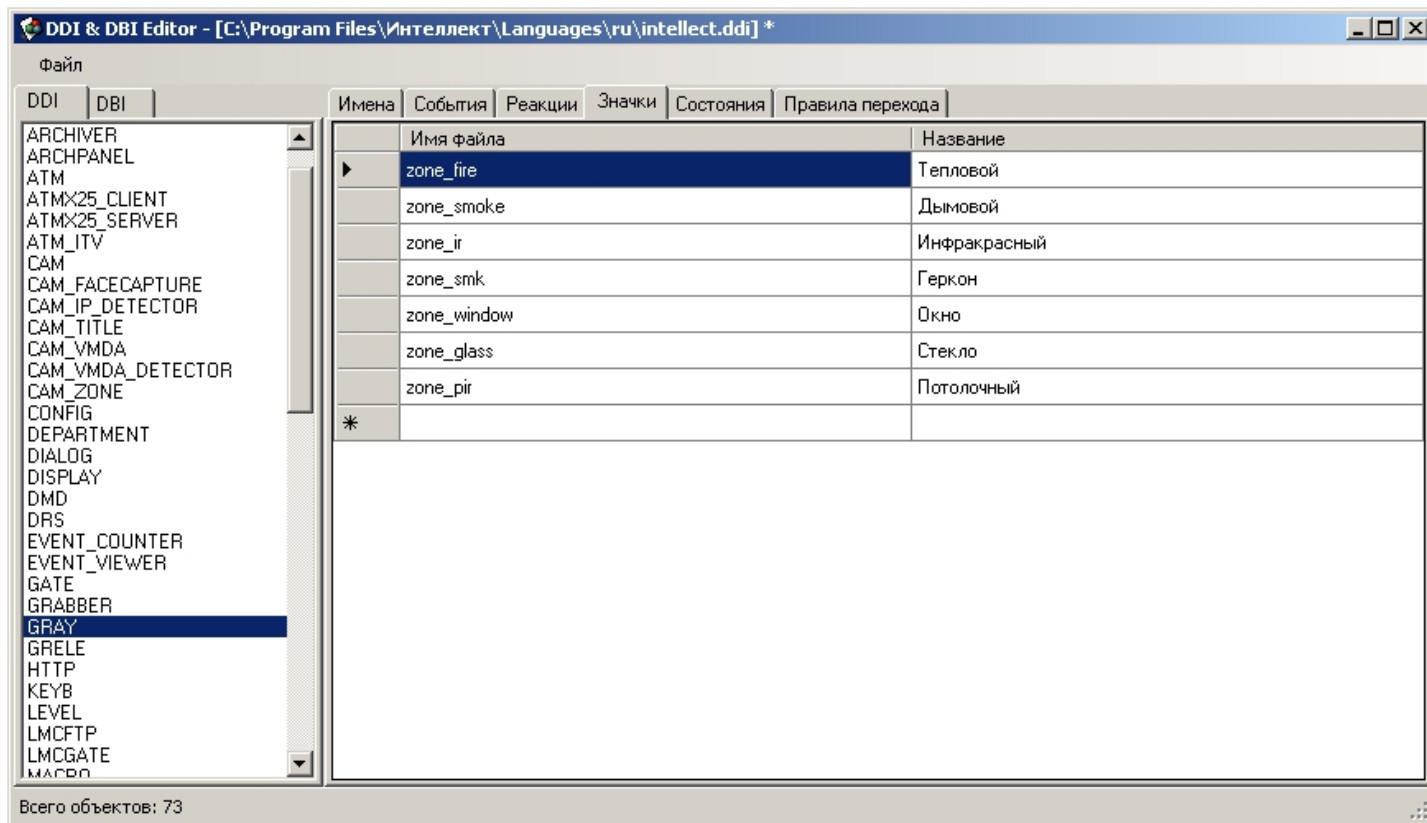 DDI & DBI Editor - [C:\Program Files\Интеллект\Languages\ru\intellect.ddi] *
Файл
DDI DBI
Имена События Реакции Значки Состояния Правила перехода
ARCHIVER
ARCHPANEL
ATM
ATMX25_CLIENT
ATMX25_SERVER
ATM_ITV
CAM
CAM_FACECAPTURE
CAM_IP_DETECTOR
CAM_TITLE
CAM_VMDA
CAM_VMDA_DETECTOR
CAM_ZONE
CONFIG
DEPARTMENT
DIALOG
DISPLAY
DMD
DRS
EVENT_COUNTER
EVENT_VIEWER
GATE
GRABBER
GRAY
GRELE
HTTP
KEYB
LEVEL
LMCFTP
LMCGATE
MACRO
Имя файла Название
zone_fire Тепловой
zone_smoke Дымовой
zone_ir Инфракрасный
zone_smk Геркон
zone_window Окно
zone_glass Стекло
zone_pir Потолочный
Всего объектов: 73